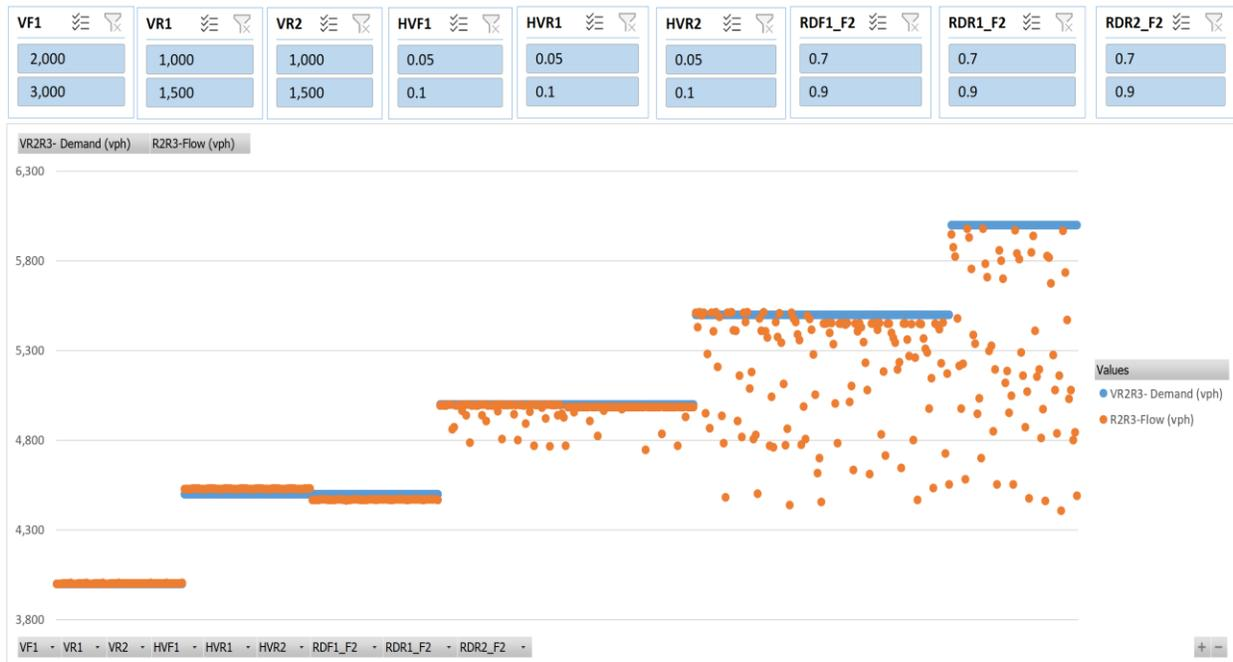 VF1 VR1 VR2 HVF1 HVR1 HVR2 RDF1_F2 RDR1_F2 RDR2_F2
2,000 1,000 1,000 0.05 0.05 0.05 0.7 0.7 0.7
3,000 1,500 1,500 0.1 0.1 0.1 0.9 0.9 0.9
VR2R3- Demand (vph) R2R3-Flow (vph)
6,300
5,800
5,300
4,800
4,300
3,800
Values
VR2R3- Demand (vph)
R2R3-Flow (vph)
VF1 VR1 VR2 HVF1 HVR1 HVR2 RDF1_F2 RDR1_F2 RDR2_F2
+ -